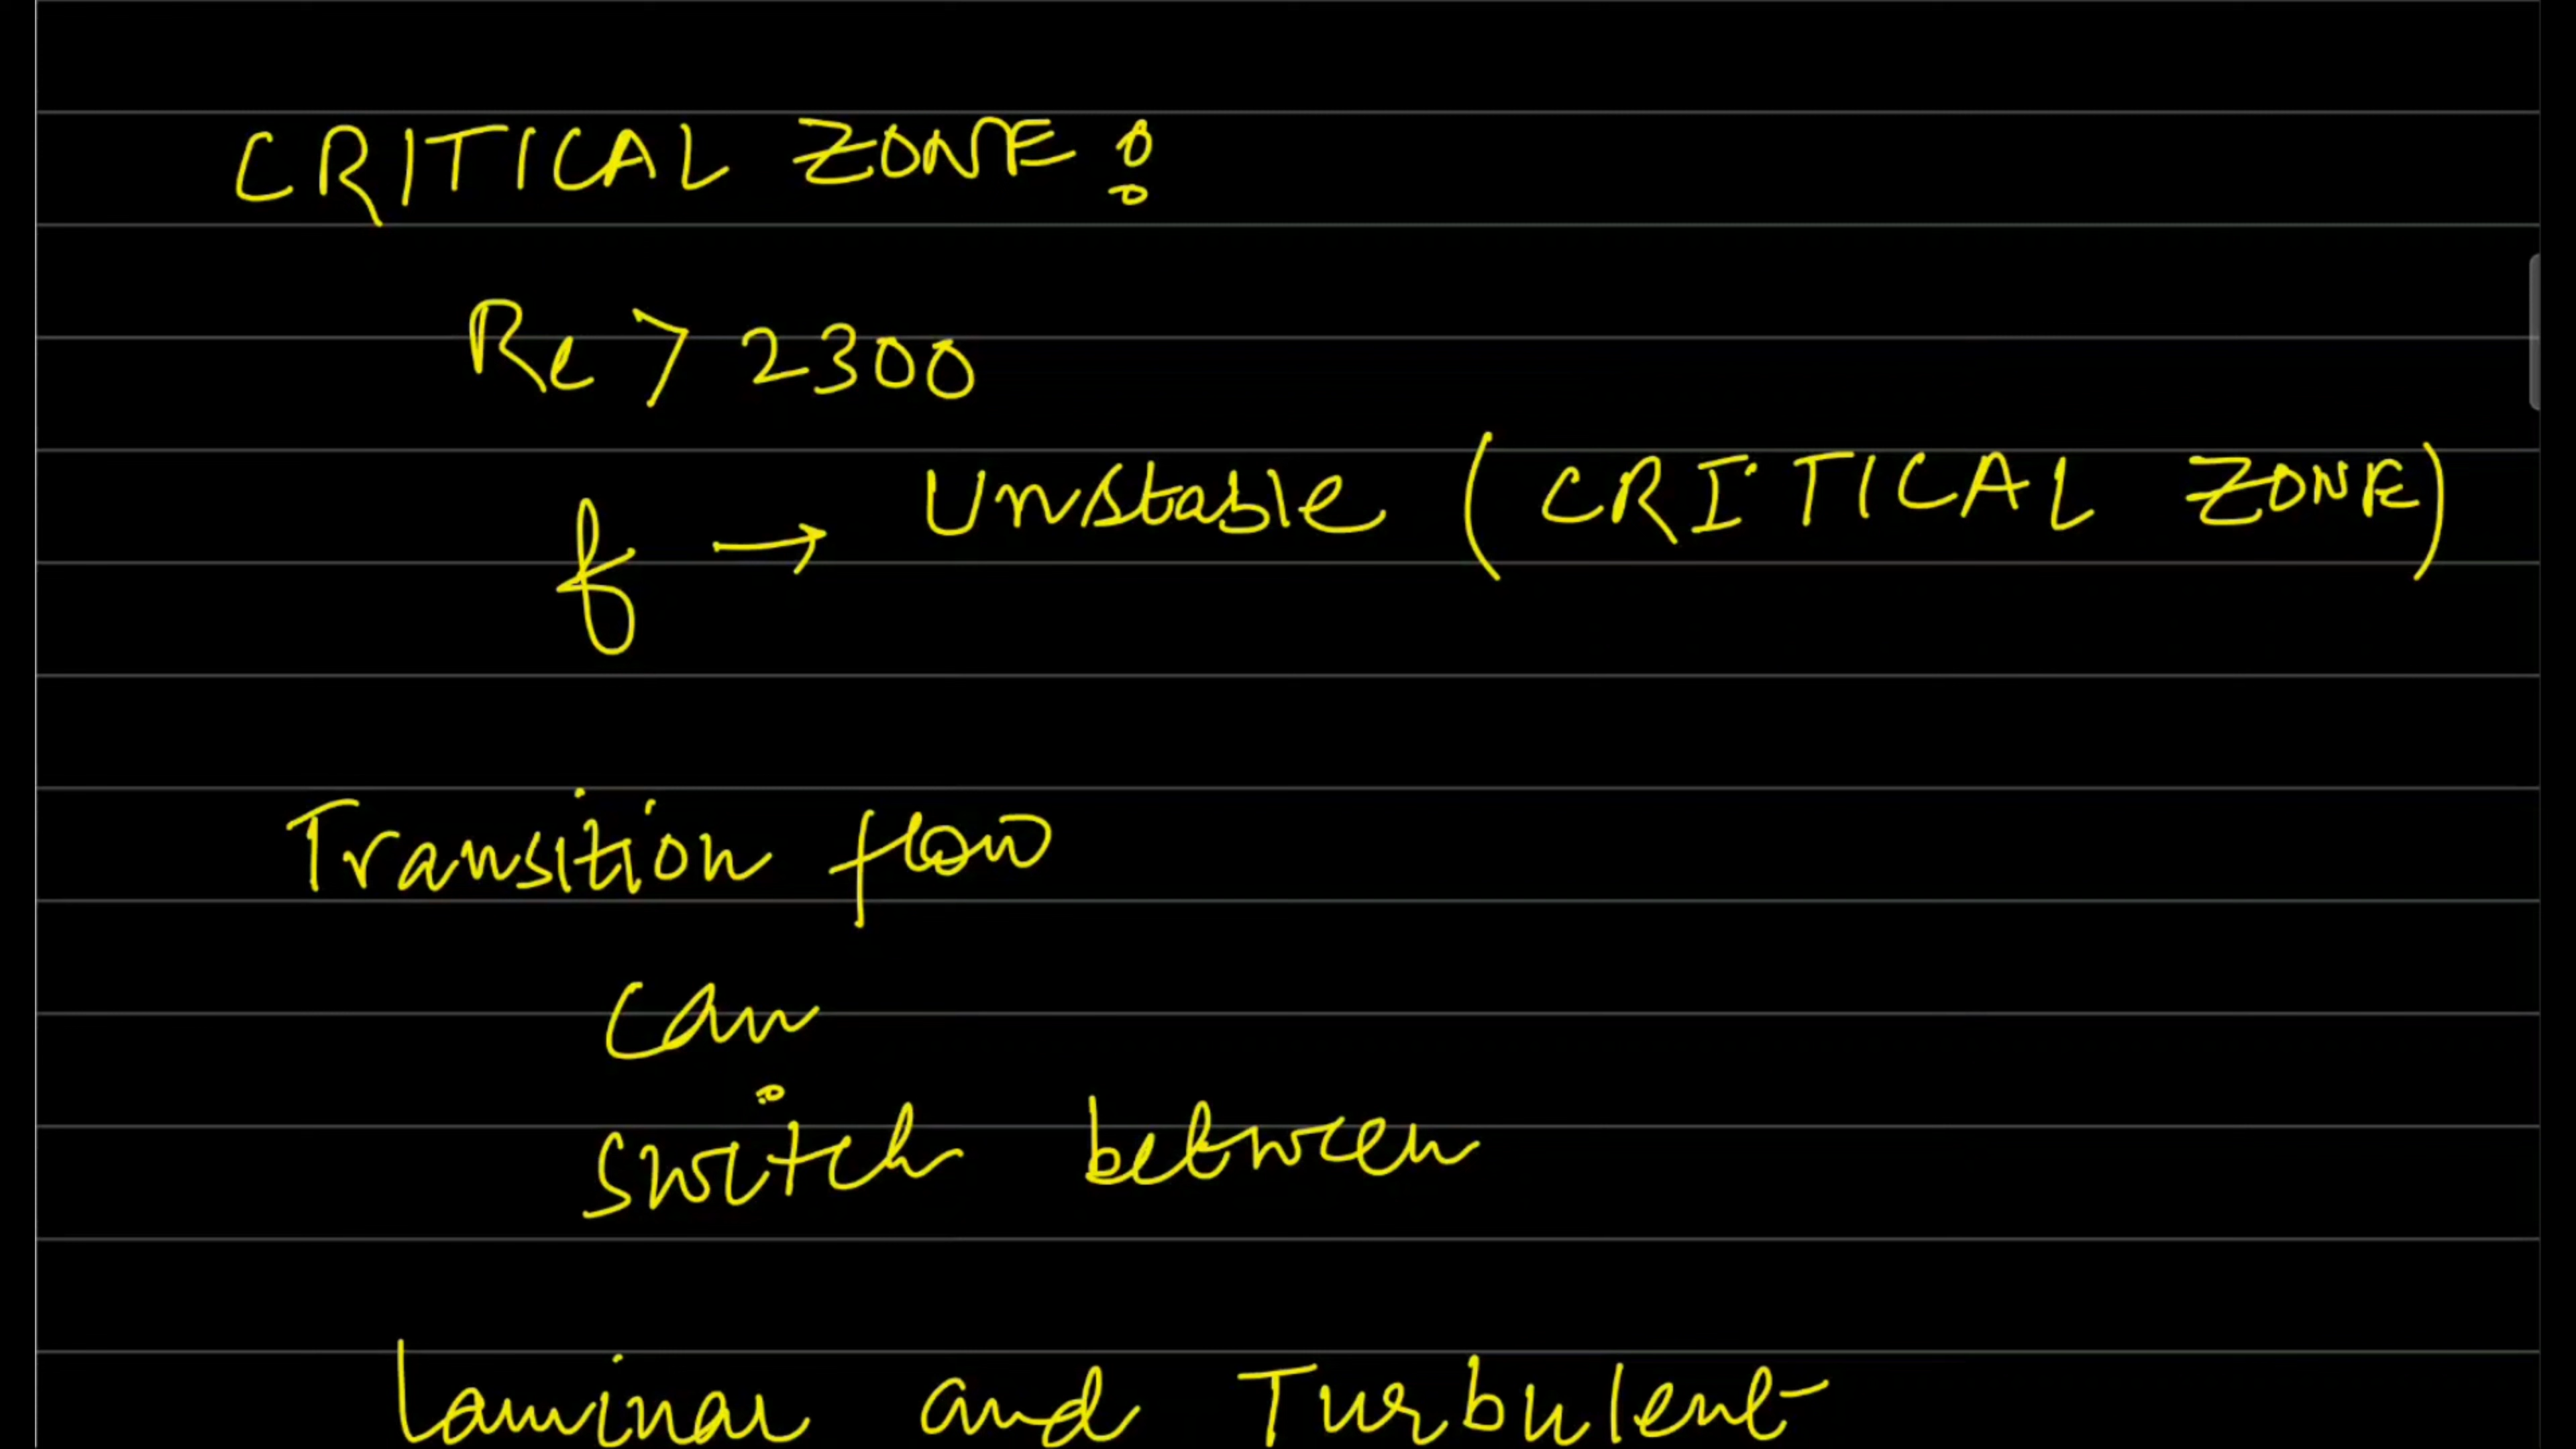 CRITICAL ZONE :
Re > 2300
f → Unstable (CRITICAL ZONE)
Transition flow
can
switch between
Laminar and Turbulent